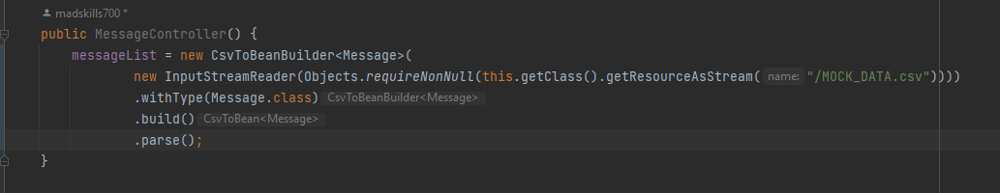 madskills700 *
public MessageController() {
messageList = new CsvToBeanBuilder<Message>(
new InputStreamReader(Objects.requireNonNull(this.getClass().getResourceAsStream( name: "/MOCK_DATA.csv"))))
.withType(Message.class) CsvToBeanBuilder<Message>
.build() CsvToBean<Message>
.parse();
}